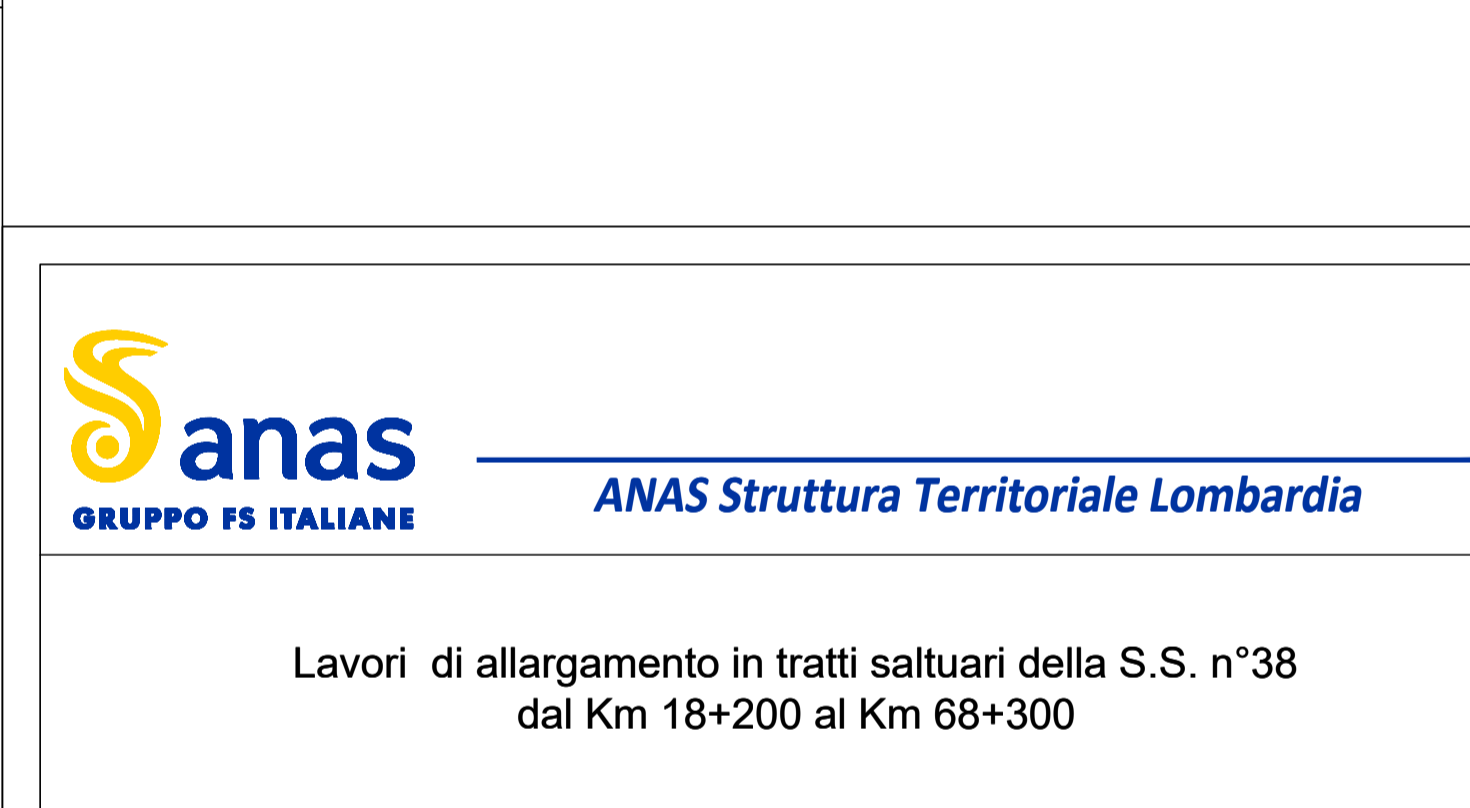 anas
GRUPPO FS ITALIANE
ANAS Struttura Territoriale Lombardia
Lavori di allargamento in tratti saltuari della S.S. n°38
dal Km 18+200 al Km 68+300